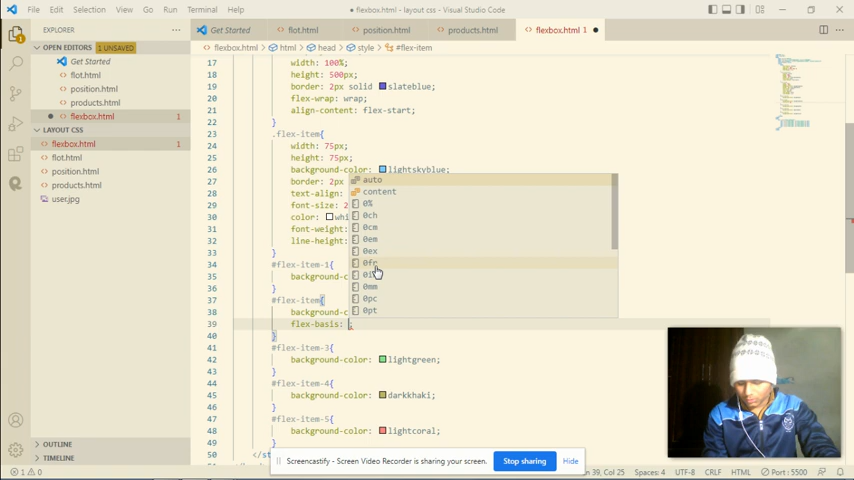 File Edit Selection View Go Run Terminal Help
flexbox.html - layout css - Visual Studio Code
EXPLORER
Get Started
flot.html
position.html
products.html
flexbox.html 1
OPEN EDITORS 1 UNSAVED
Get Started
flot.html
position.html
products.html
flexbox.html 1
LAYOUT CSS
flexbox.html 1
flot.html
position.html
products.html
user.jpg
OUTLINE
TIMELINE
flexbox.html > html > head > style > #flex-item
17 width: 100%;
18 height: 500px;
19 border: 2px solid slateblue;
20 flex-wrap: wrap;
21 align-content: flex-start;
22 }
23 .flex-item{
24 width: 75px;
25 height: 75px;
26 background-color: lightskyblue;
27 border: 2px
28 text-align:
29 font-size: 2
30 color: whi
31 font-weight:
32 line-height:
33 }
34 #flex-item-1{
35 background-c
36 }
37 #flex-item{
38 background-c
39 flex-basis: ;
40 }
41 #flex-item-3{
42 background-color: lightgreen;
43 }
44 #flex-item-4{
45 background-color: darkkhaki;
46 }
47 #flex-item-5{
48 background-color: lightcoral;
49 }
50 </st
auto
content
0%
0ch
0cm
0em
0ex
0fr
0mm
0pc
0pt
Screencastify - Screen Video Recorder is sharing your screen.
Stop sharing
Hide
1 0
n 39, Col 25 Spaces: 4 UTF-8 CRLF HTML Port : 5500